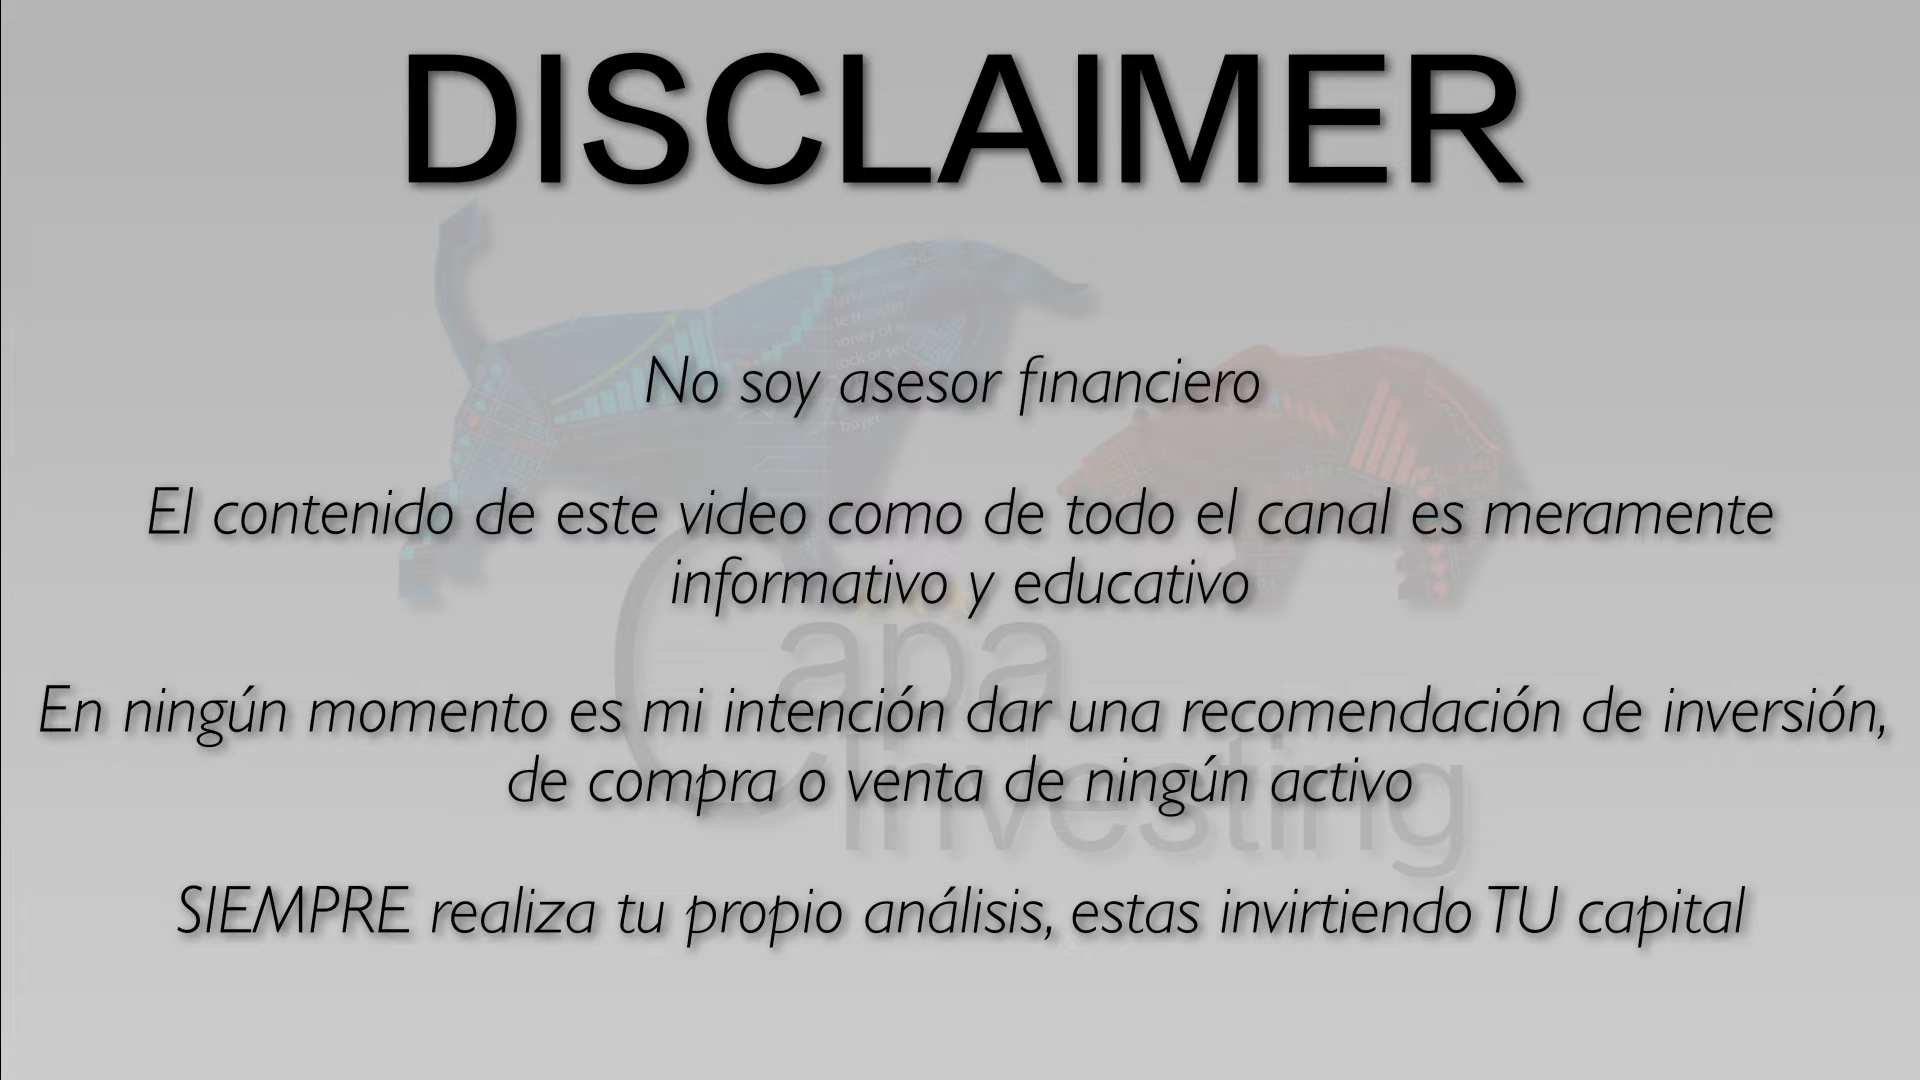 DISCLAIMER
No soy asesor financiero
El contenido de este video como de todo el canal es meramente
informativo y educativo
Capa
Investing
En ningún momento es mi intención dar una recomendación de inversión,
de compra o venta de ningún activo
SIEMPRE realiza tu propio análisis, estas invirtiendo TU capital